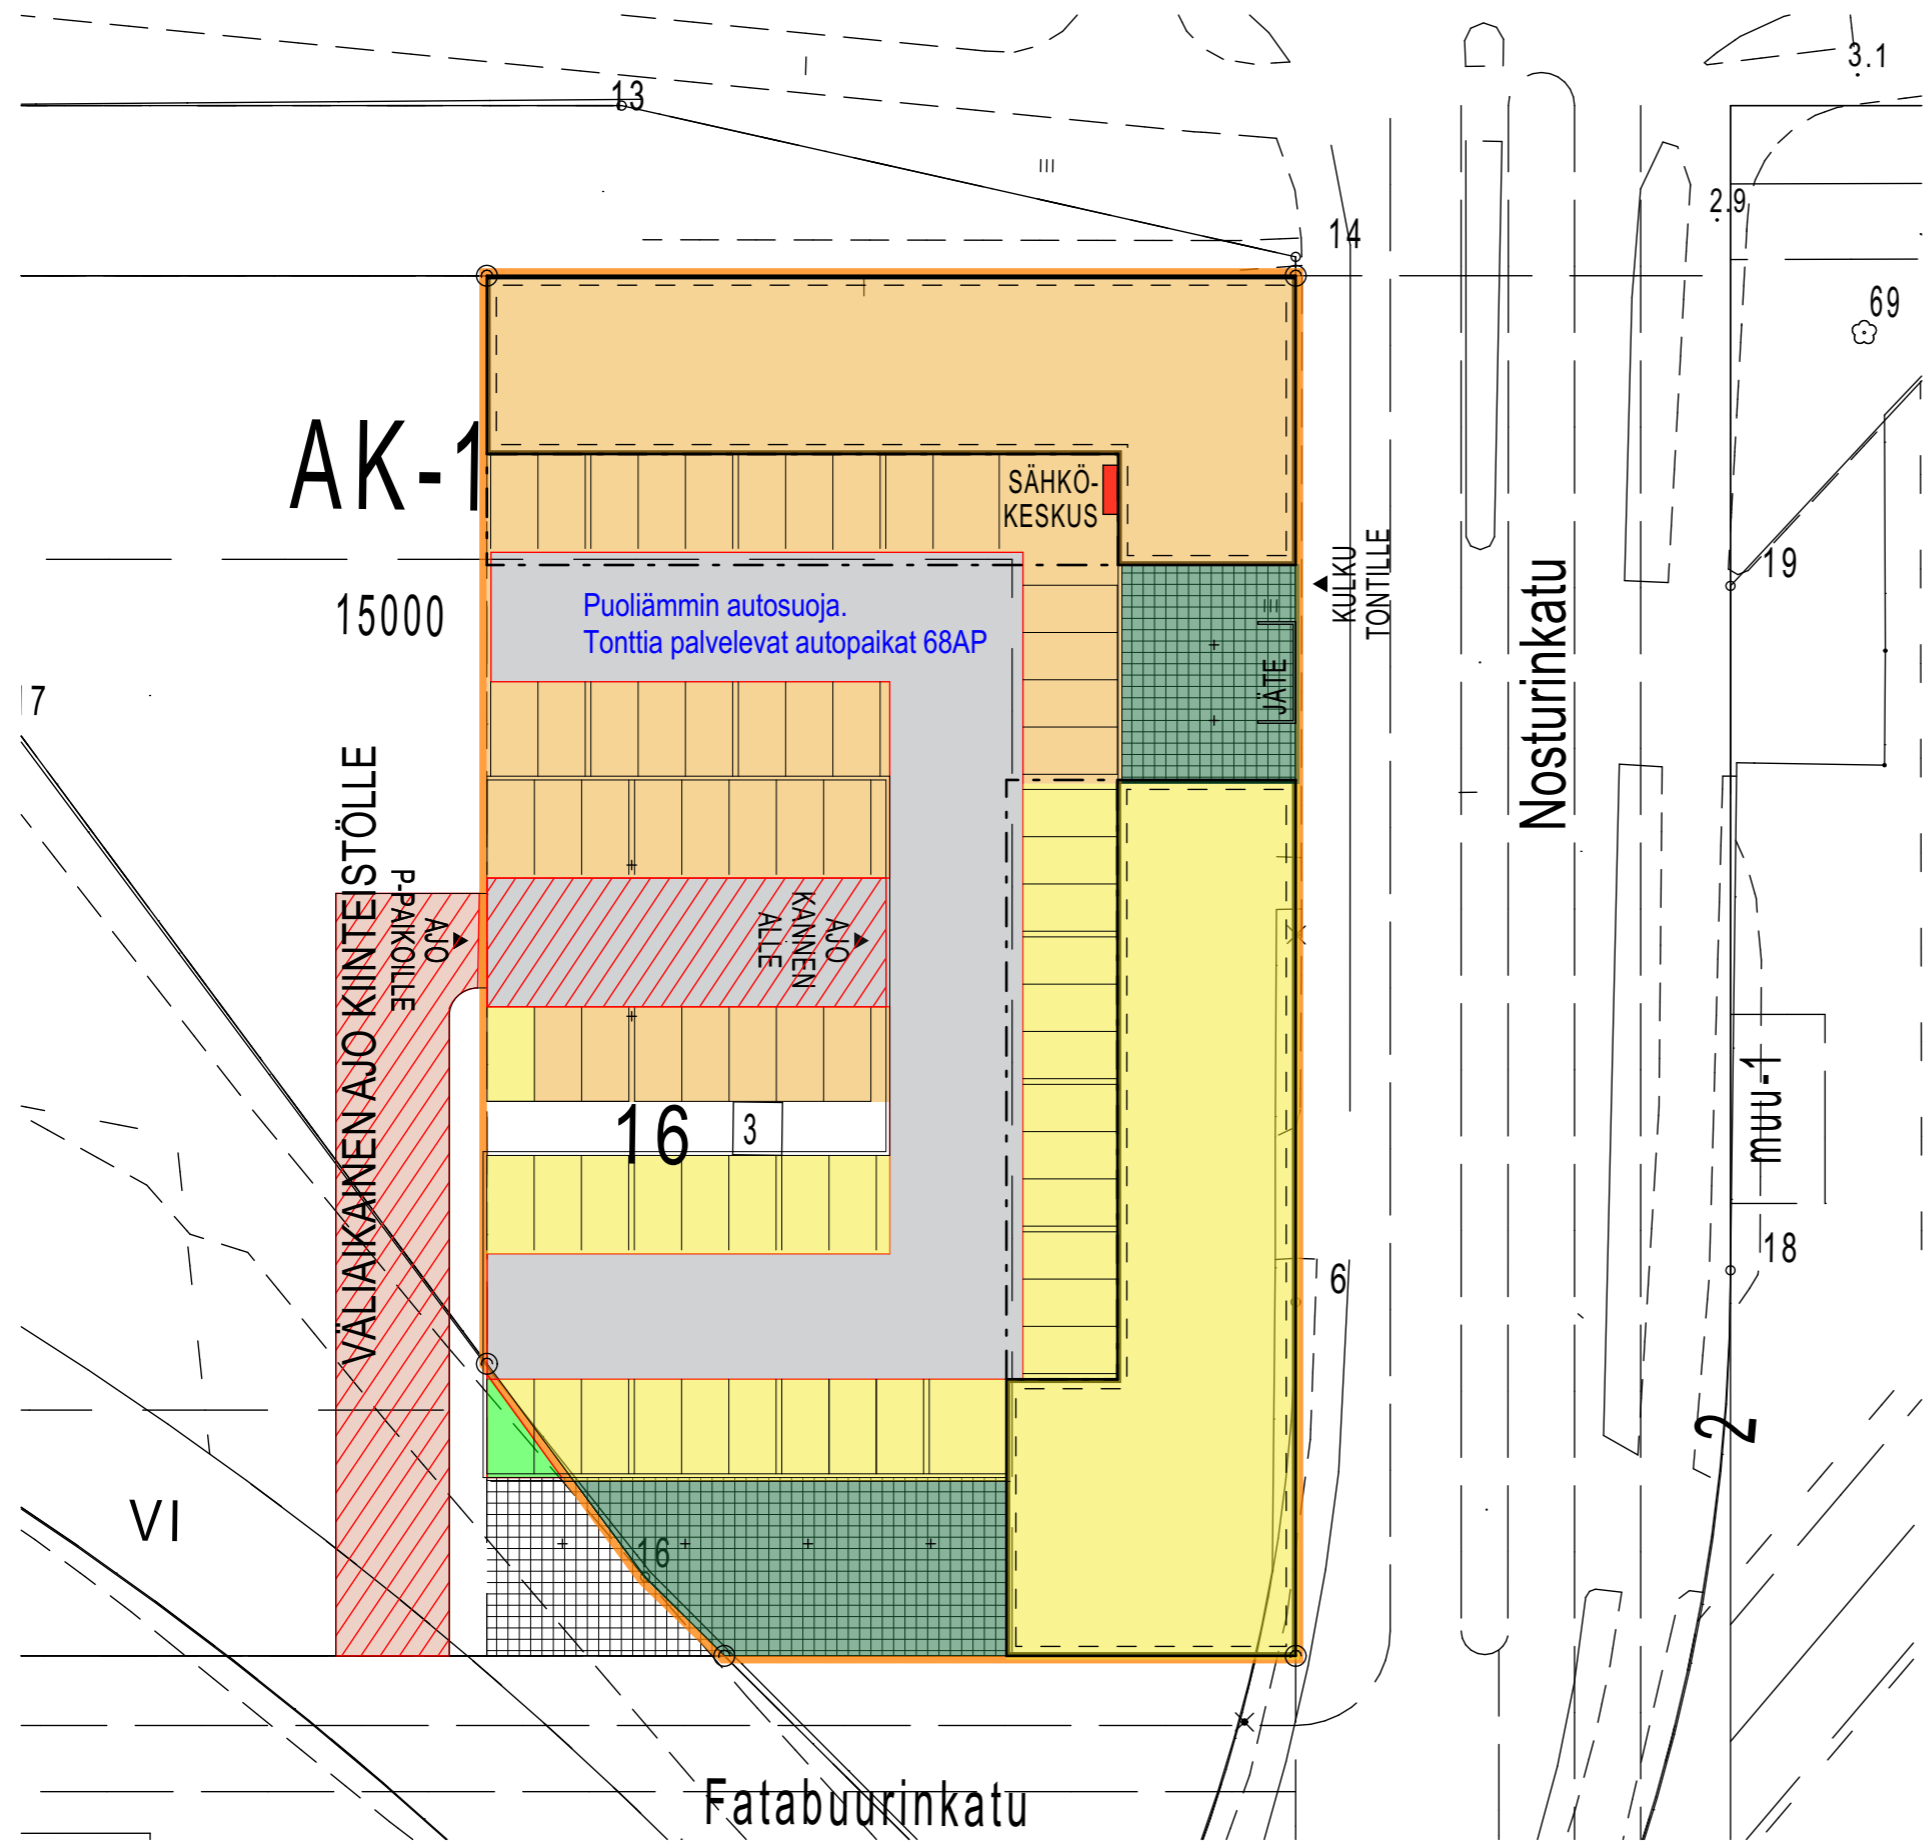 3.1
13
2.9
14
69
AK-1
SÄHKÖ-
KESKUS
KULKU
TONTILLE
19
15000
Puoliämmin autosuoja.
Tonttia palvelevat autopaikat 68AP
JÄTE
Nosturinkatu
7
VÄLIAIKAINEN AJO KIINTEISTÖLLE
AJO
P-PAIKOILLE
AJO
KANNEN
ALLE
muu-1
16
3
18
6
2
VI
16
Fatabuurinkatu